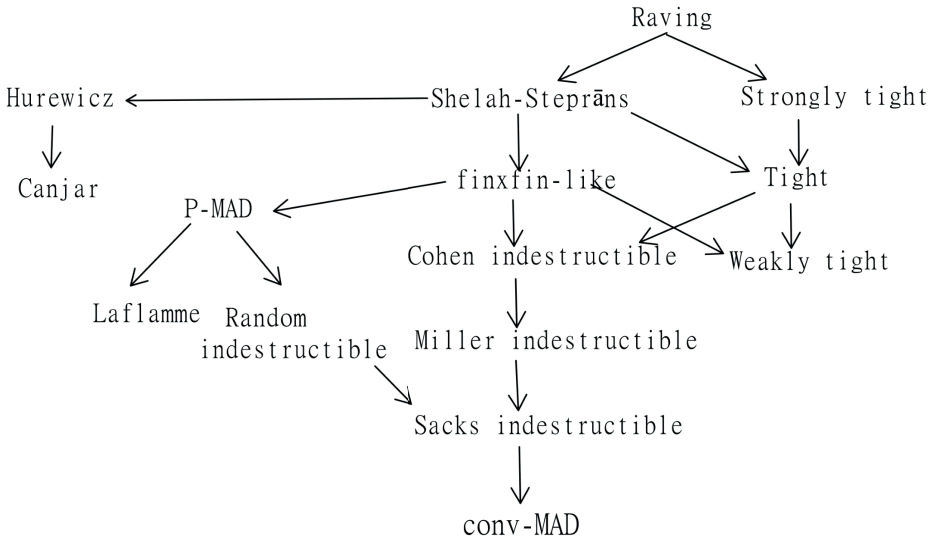 Raving
Hurewicz
Shelah-Steprāns
Strongly tight
Canjar
finxfin-like
Tight
P-MAD
Cohen indestructible
Weakly tight
Laflamme
Random
indestructible
Miller indestructible
Sacks indestructible
conv-MAD